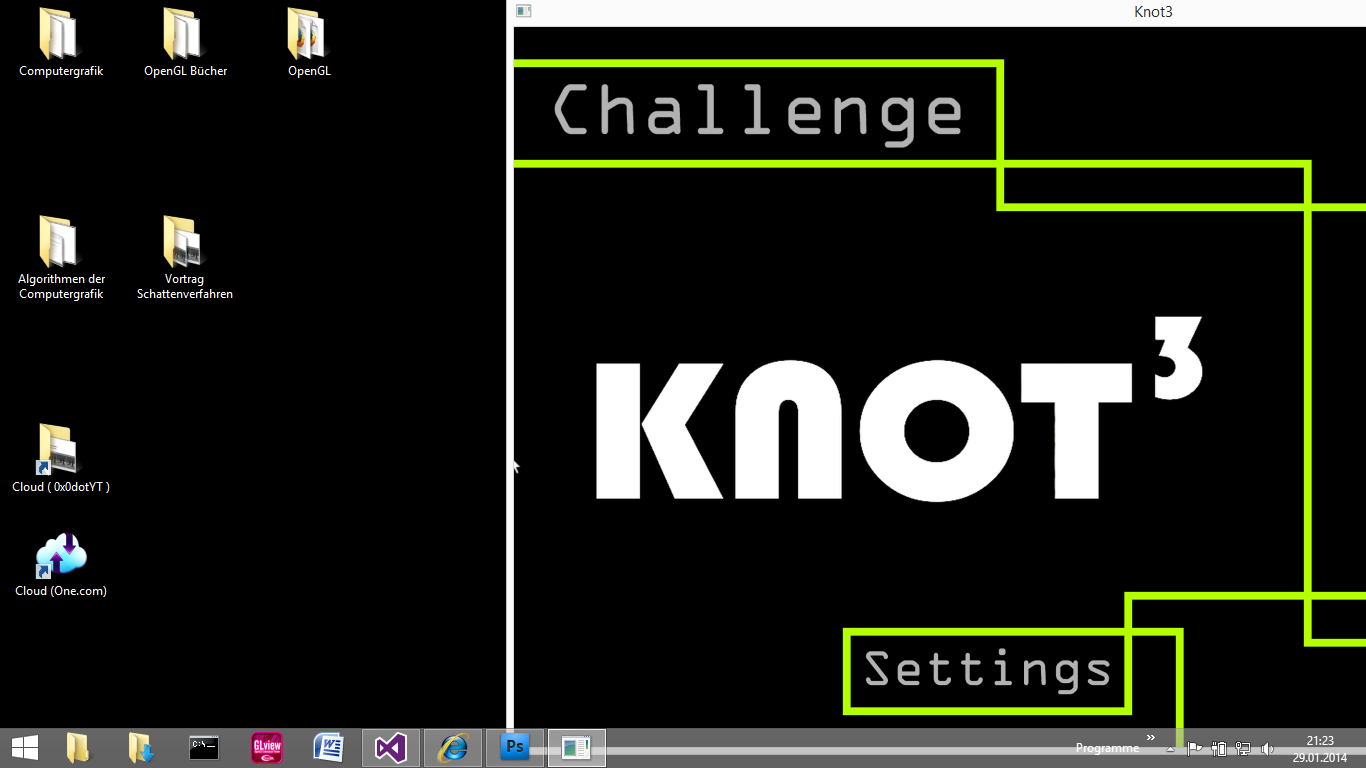 Computergrafik
OpenGL Bücher
OpenGL
Algorithmen der
Computergrafik
Vortrag
Schattenverfahren
Cloud ( 0x0dotYT )
Cloud (One.com)
Knot3
Challenge
KNOT3
Settings
C:\_
GLview
W
e
Ps
Programme
»
21:23
29.01.2014